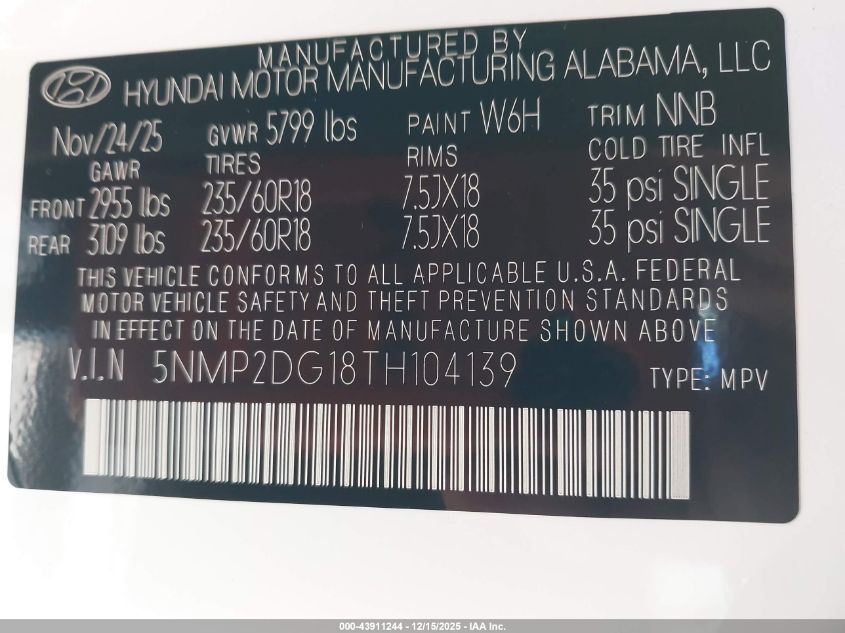 MANUFACTURED BY
HYUNDAI MOTOR MANUFACTURING ALABAMA, LLC
Nov/24/25 GVWR 5799 lbs PAINT W6H TRIM NNB
GAWR TIRES RIMS COLD TIRE INFL
FRONT 2955 lbs 235/60R18 7.5JX18 35 psi SINGLE
REAR 3109 lbs 235/60R18 7.5JX18 35 psi SINGLE
THIS VEHICLE CONFORMS TO ALL APPLICABLE U.S.A. FEDERAL
MOTOR VEHICLE SAFETY AND THEFT PREVENTION STANDARDS
IN EFFECT ON THE DATE OF MANUFACTURE SHOWN ABOVE
V.I.N 5NMP2DG18TH104139 TYPE: MPV
000-43911244 - 12/15/2025 - IAA Inc.